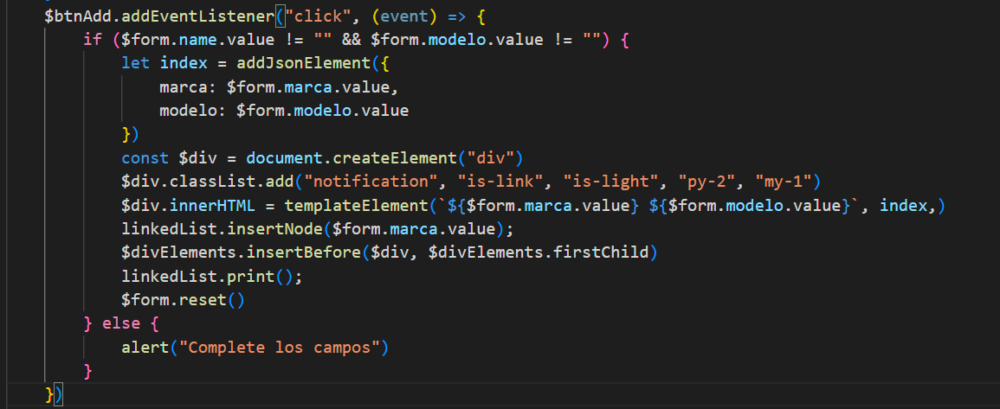 $btnAdd.addEventListener("click", (event) => {
if ($form.name.value != "" && $form.modelo.value != "") {
let index = addJsonElement({
marca: $form.marca.value,
modelo: $form.modelo.value
})
const $div = document.createElement("div")
$div.classList.add("notification", "is-link", "is-light", "py-2", "my-1")
$div.innerHTML = templateElement(`${$form.marca.value} ${$form.modelo.value}`, index,)
linkedList.insertNode($form.marca.value);
$divElements.insertBefore($div, $divElements.firstChild)
linkedList.print();
$form.reset()
} else {
alert("Complete los campos")
}
})